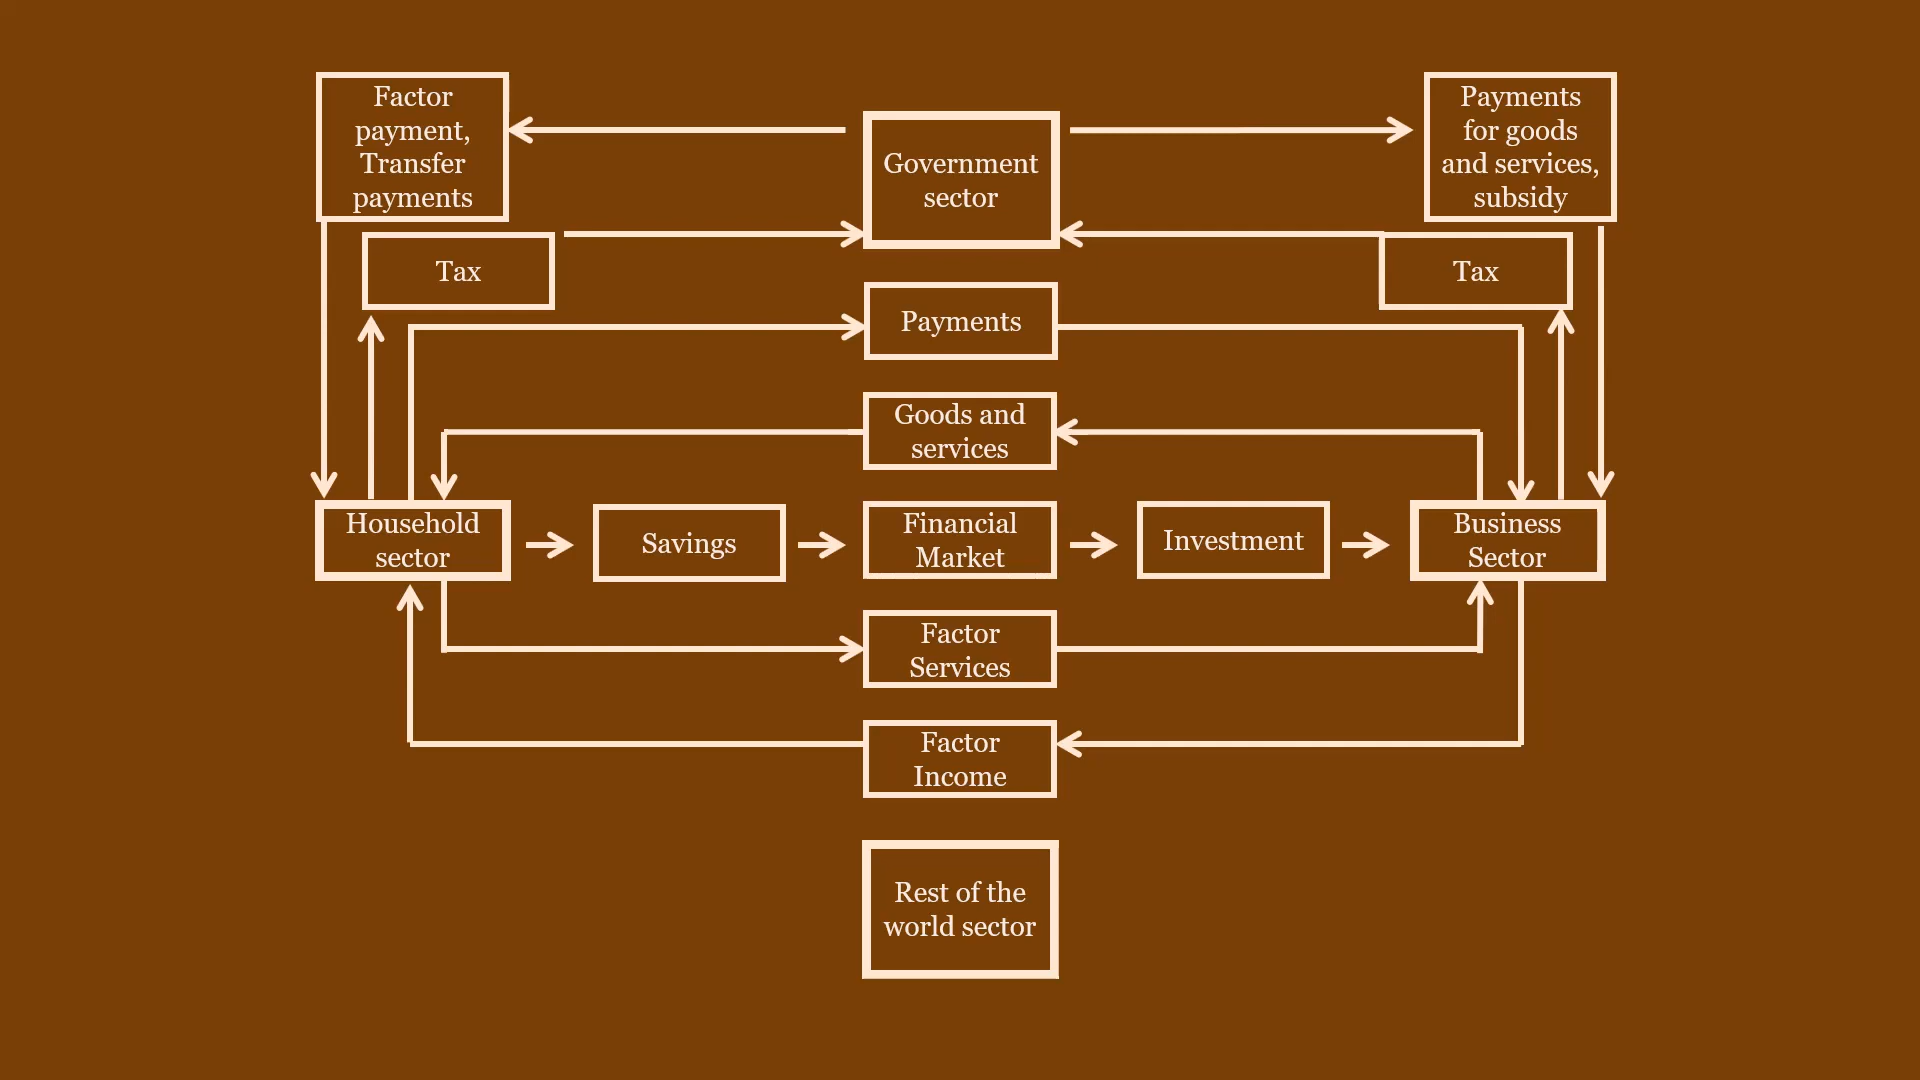 Factor
payment,
Transfer
payments
Government
sector
Payments
for goods
and services,
subsidy
Tax
Tax
Payments
Goods and
services
Household
sector
Savings
Financial
Market
Investment
Business
Sector
Factor
Services
Factor
Income
Rest of the
world sector